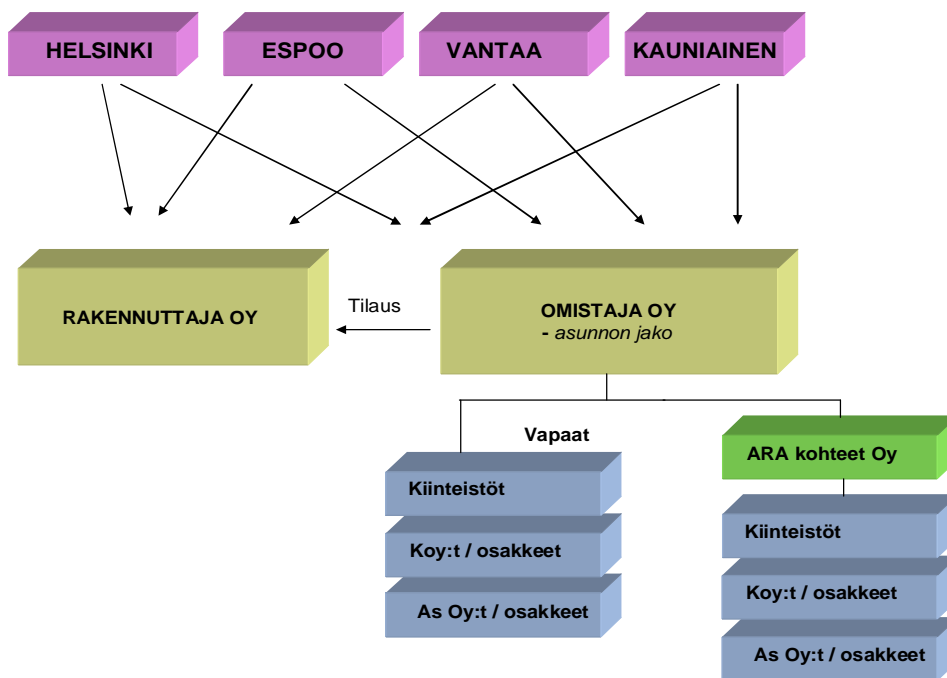 HELSINKI
ESPOO
VANTAA
KAUNIAINEN
RAKENNUTTAJA OY
Tilaus
OMISTAJA OY
- asunnon jako
Vapaat
Kiinteistöt
Koy:t / osakkeet
As Oy:t / osakkeet
ARA kohteet Oy
Kiinteistöt
Koy:t / osakkeet
As Oy:t / osakkeet